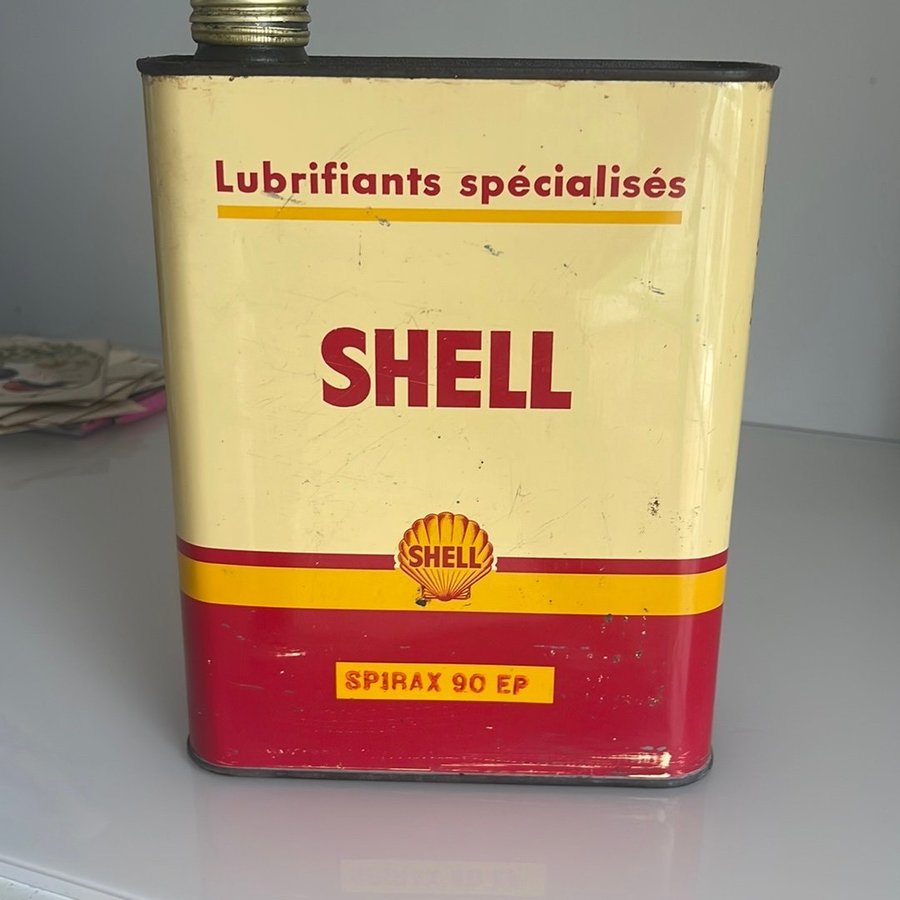 Lubrifiants spécialisés
SHELL
SHELL
SPIRAX 90 EP